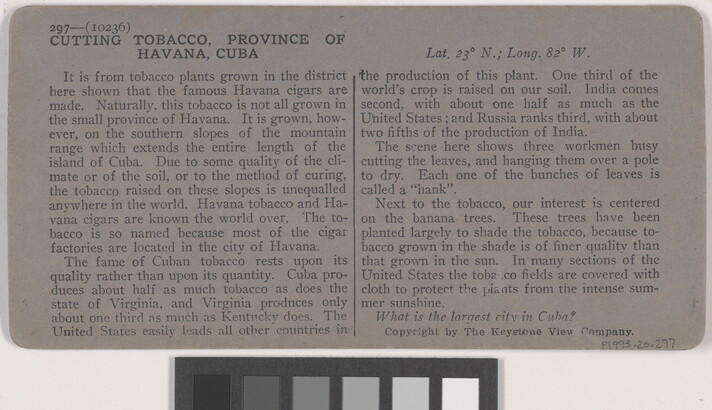 297—(10236)
CUTTING TOBACCO, PROVINCE OF
HAVANA, CUBA
It is from tobacco plants grown in the district
here shown that the famous Havana cigars are
made. Naturally, this tobacco is not all grown in
the small province of Havana. It is grown, how-
ever, on the southern slopes of the mountain
range which extends the entire length of the
island of Cuba. Due to some quality of the cli-
mate or of the soil, or to the method of curing,
the tobacco raised on these slopes is unequalled
anywhere in the world. Havana tobacco and Ha-
vana cigars are known the world over. The to-
bacco is so named because most of the cigar
factories are located in the city of Havana.
The fame of Cuban tobacco rests upon its
quality rather than upon its quantity. Cuba pro-
duces about half as much tobacco as does the
state of Virginia, and Virginia produces only
about one third as much as Kentucky does. The
United States easily leads all other countries in
Lat. 23° N.; Long. 82° W.
the production of this plant. One third of the
world's crop is raised on our soil. India comes
second, with about one half as much as the
United States; and Russia ranks third, with about
two fifths of the production of India.
The scene here shows three workmen busy
cutting the leaves, and hanging them over a pole
to dry. Each one of the bunches of leaves is
called a "hank".
Next to the tobacco, our interest is centered
on the banana trees. These trees have been
planted largely to shade the tobacco, because to-
bacco grown in the shade is of finer quality than
that grown in the sun. In many sections of the
United States the tobacco fields are covered with
cloth to protect the plants from the intense sum-
mer sunshine.
What is the largest city in Cuba?
Copyright by The Keystone View Company.
P1993.20.297